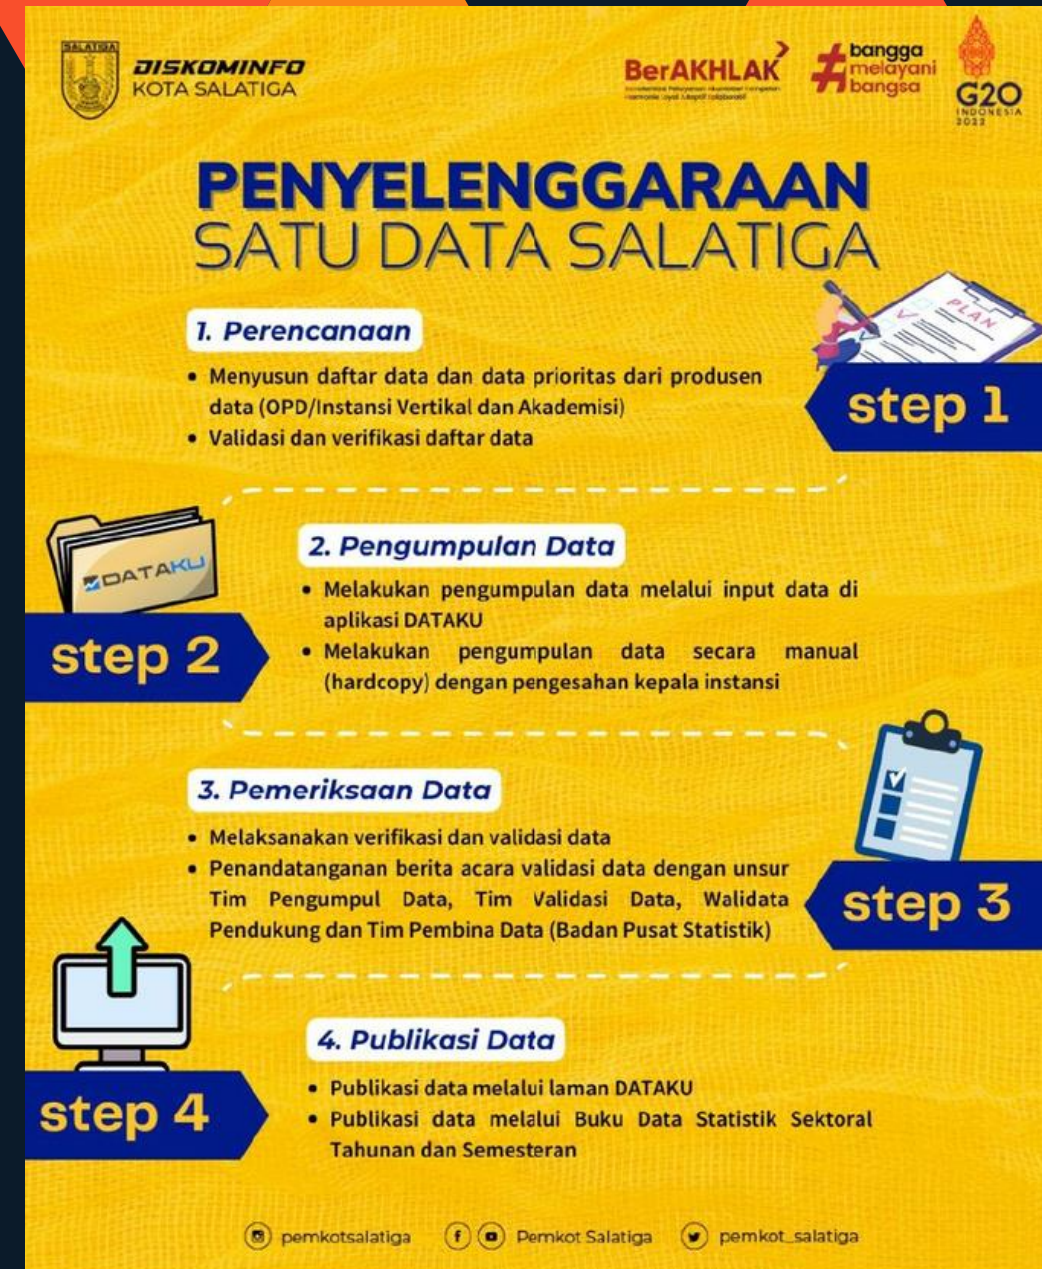 SALATIGA
DISKOMINFO
KOTA SALATIGA
BerAKHLAK
#bangga
melayani
bangsa
G20
INDONESIA
2022
PENYELENGGARAAN
SATU DATA SALATIGA
1. Perencanaan
• Menyusun daftar data dan data prioritas dari produsen
data (OPD/Instansi Vertikal dan Akademisi)
• Validasi dan verifikasi daftar data
PLAN
step 1
2. Pengumpulan Data
• Melakukan pengumpulan data melalui input data di
aplikasi DATAKU
• Melakukan pengumpulan data secara manual
(hardcopy) dengan pengesahan kepala instansi
DATAKU
step 2
3. Pemeriksaan Data
• Melaksanakan verifikasi dan validasi data
• Penandatanganan berita acara validasi data dengan unsur
Tim Pengumpul Data, Tim Validasi Data, Walidata
Pendukung dan Tim Pembina Data (Badan Pusat Statistik)
step 3
4. Publikasi Data
• Publikasi data melalui laman DATAKU
• Publikasi data melalui Buku Data Statistik Sektoral
Tahunan dan Semesteran
step 4
pemkotsalatiga
Pemkot Salatiga
pemkot_salatiga